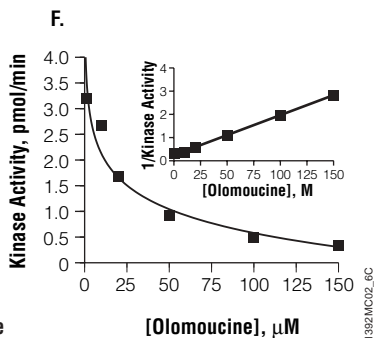 F.
Kinase Activity, pmol/min
4.0
3.5
3.0
2.5
2.0
1.5
1.0
0.5
0
0 25 50 75 100 125 150
[Olomoucine], µM
1/Kinase Activity
4
3
2
1
0
0 25 50 75 100 125 150
[Olomoucine], M
e
1392MC02_6C